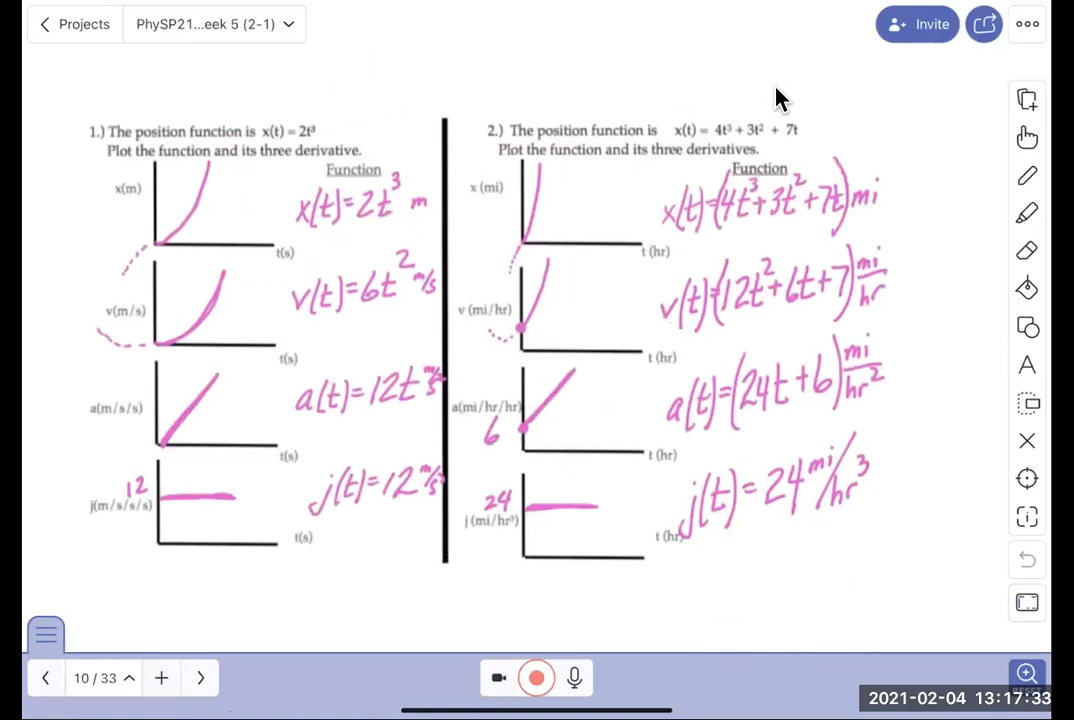 Projects
PhySP21...eek 5 (2-1)
Invite
1.) The position function is x(t) = 2t³
Plot the function and its three derivative.
Function
x(m)
x(t)=2t³ m
t(s)
v(m/s)
v(t)=6t² m/s
t(s)
a(m/s/s)
a(t)=12t
t(s)
12
j(m/s/s/s)
j(t)=12
t(s)
2.) The position function is x(t) = 4t³ + 3t² + 7t
Plot the function and its three derivatives.
Function
x (mi)
x(t)=(4t³+3t²+7t)mi
t (hr)
v (mi/hr)
v(t)=(12t²+6t+7) mi/hr
t (hr)
a(mi/hr/hr)
6
a(t)=(24t+6) mi/hr²
t (hr)
24
j (mi/hr³)
j(t)=24 mi/hr³
t (hr)
A
10 / 33
RESET
2021-02-04 13:17:33